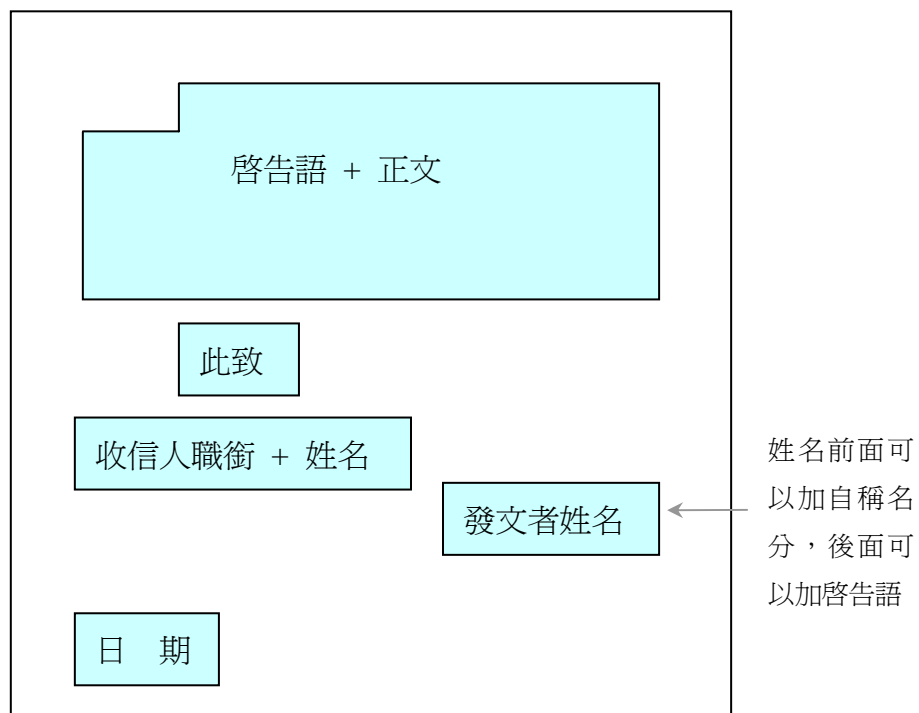 啓告語 + 正文
此致
收信人職銜 + 姓名
發文者姓名
姓名前面可
以加自稱名
分,後面可
以加啓告語
日　期